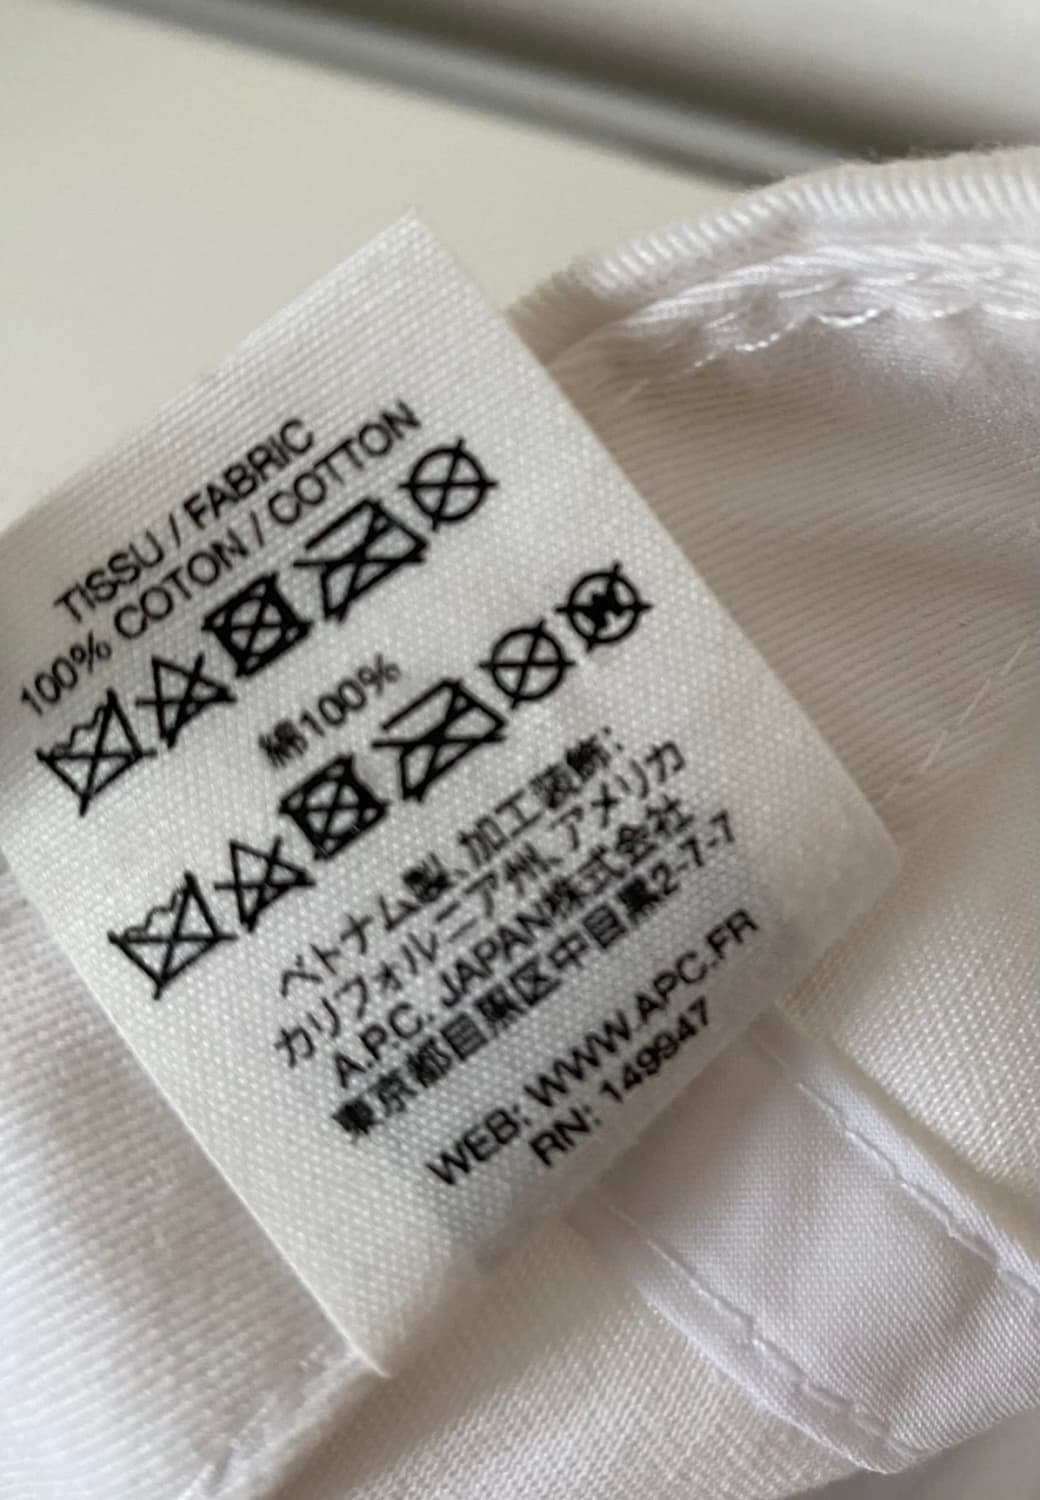 TISSU / FABRIC
100% COTON / COTTON
綿100%
ベトナム製、加工装飾:
カリフォルニア州、アメリカ
A.P.C. JAPAN株式会社
東京都目黒区中目黒2-7-7
WEB: WWW.APC.FR
RN: 149947